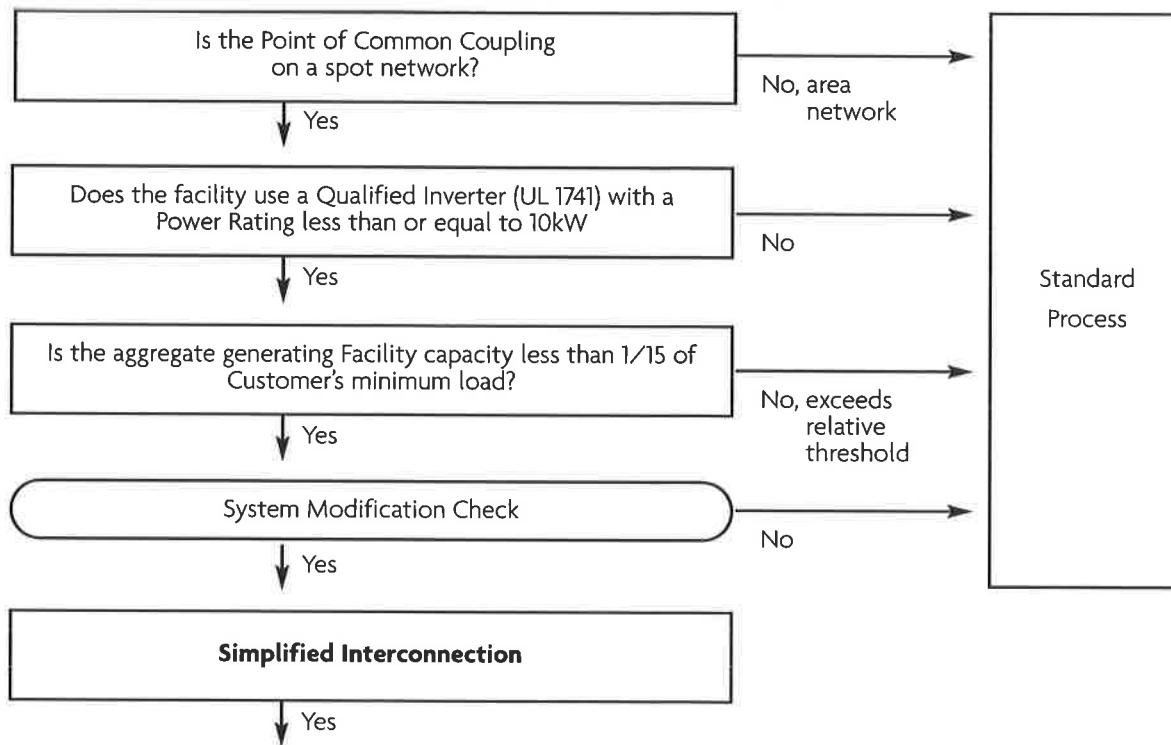 Is the Point of Common Coupling
on a spot network?
No, area
network
Yes
Does the facility use a Qualified Inverter (UL 1741) with a
Power Rating less than or equal to 10kW
No
Yes
Standard
Process
Is the aggregate generating Facility capacity less than 1/15 of
Customer's minimum load?
No, exceeds
relative
threshold
Yes
System Modification Check
No
Yes
Simplified Interconnection
Yes